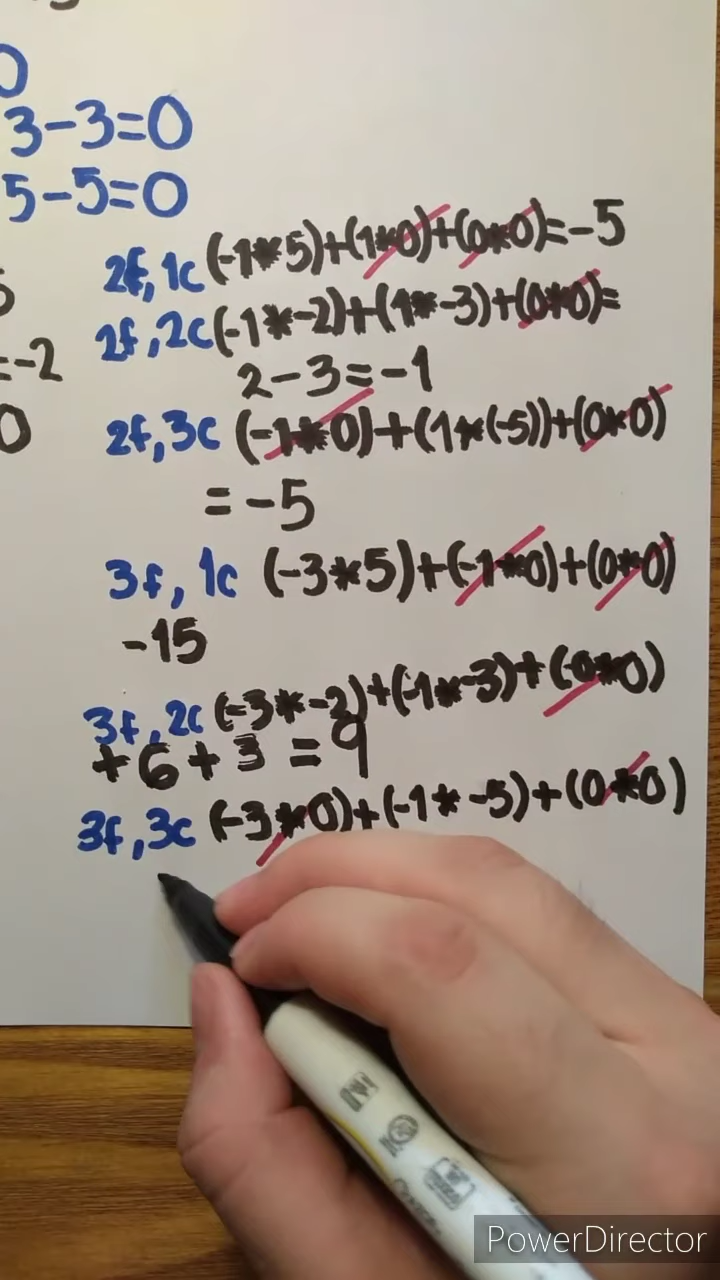 0
3-3=0
5-5=0
2f,1c (-1*5)+(1*0)+(0*0)=-5
2f,2c (-1*-2)+(1*-3)+(0*0)=
=-2
2-3=-1
0
2f,3c (-1*0)+(1*(-5))+(0*0)
=-5
3f,1c (-3*5)+(-1*0)+(0*0)
-15
3f,2c (-3*-2)+(-1*-3)+(-0*0)
+6+3=9
3f,3c (-3*0)+(-1*-5)+(0*0)
PowerDirector